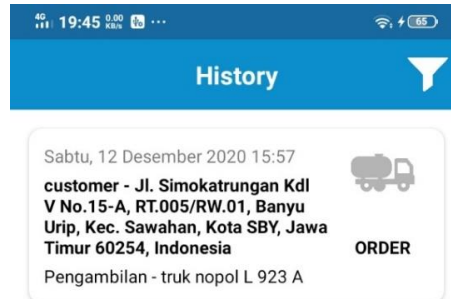 4G 19:45 0.00 KB/s ... 65
History
Sabtu, 12 Desember 2020 15:57
customer - Jl. Simokatrungan Kdl
V No.15-A, RT.005/RW.01, Banyu
Urip, Kec. Sawahan, Kota SBY, Jawa
Timur 60254, Indonesia
ORDER
Pengambilan - truk nopol L 923 A